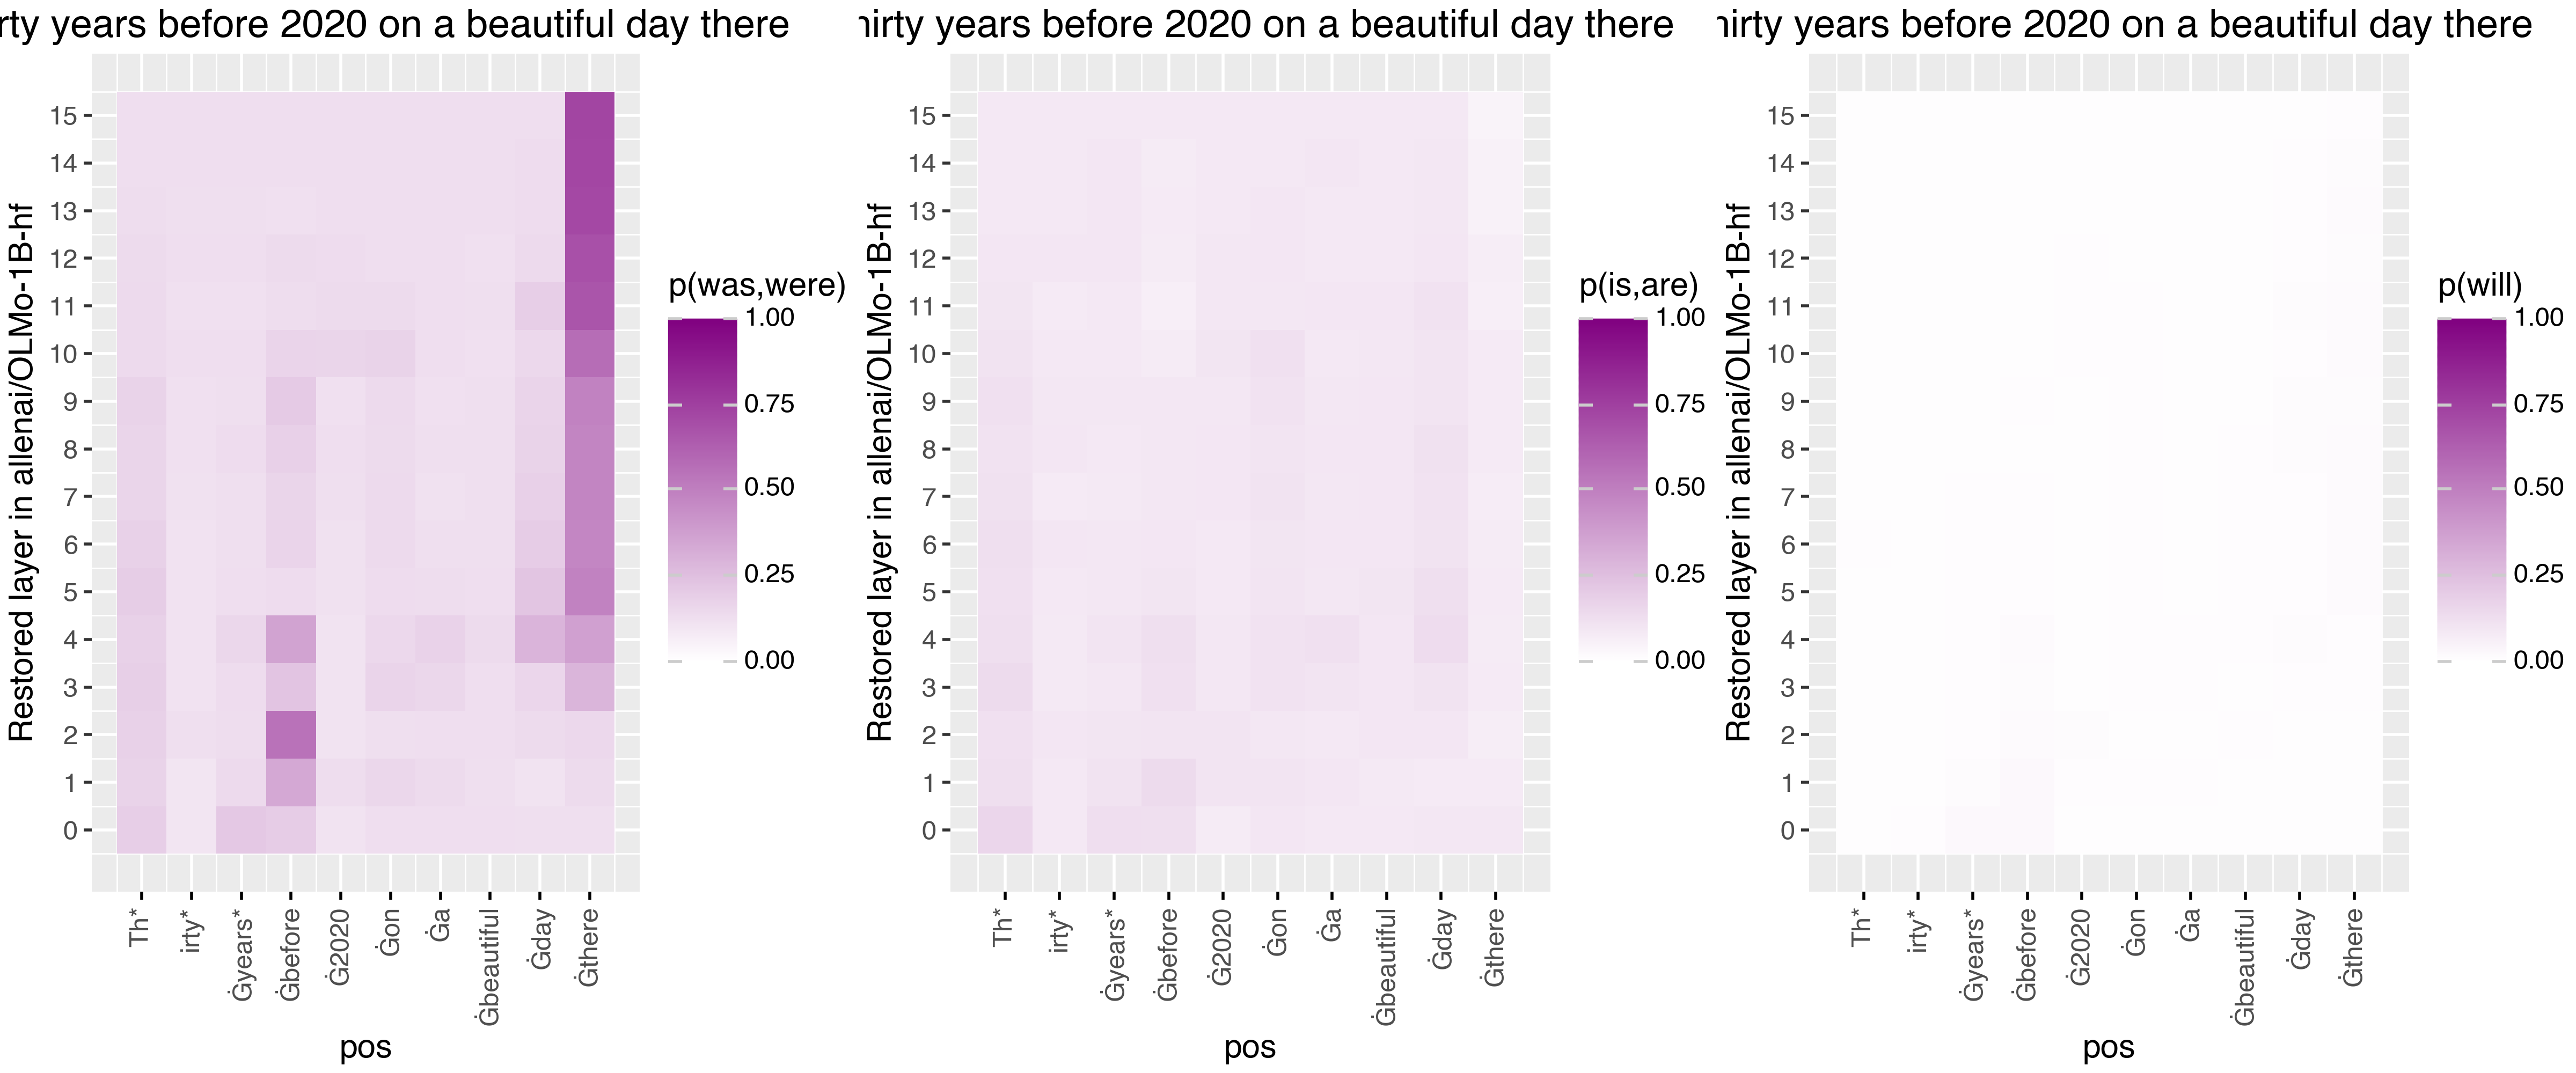 rty years before 2020 on a beautiful day there
Restored layer in allenai/OLMo-1B-hf
15
14
13
12
11
10
9
8
7
6
5
4
3
2
1
0
Th*
irty*
Ġyears*
Ġbefore
Ġ2020
Ġon
Ġa
Ġbeautiful
Ġday
Ġthere
pos
p(was,were)
1.00
0.75
0.50
0.25
0.00
hirty years before 2020 on a beautiful day there
Restored layer in allenai/OLMo-1B-hf
15
14
13
12
11
10
9
8
7
6
5
4
3
2
1
0
Th*
irty*
Ġyears*
Ġbefore
Ġ2020
Ġon
Ġa
Ġbeautiful
Ġday
Ġthere
pos
p(is,are)
1.00
0.75
0.50
0.25
0.00
hirty years before 2020 on a beautiful day there
Restored layer in allenai/OLMo-1B-hf
15
14
13
12
11
10
9
8
7
6
5
4
3
2
1
0
Th*
irty*
Ġyears*
Ġbefore
Ġ2020
Ġon
Ġa
Ġbeautiful
Ġday
Ġthere
pos
p(will)
1.00
0.75
0.50
0.25
0.00